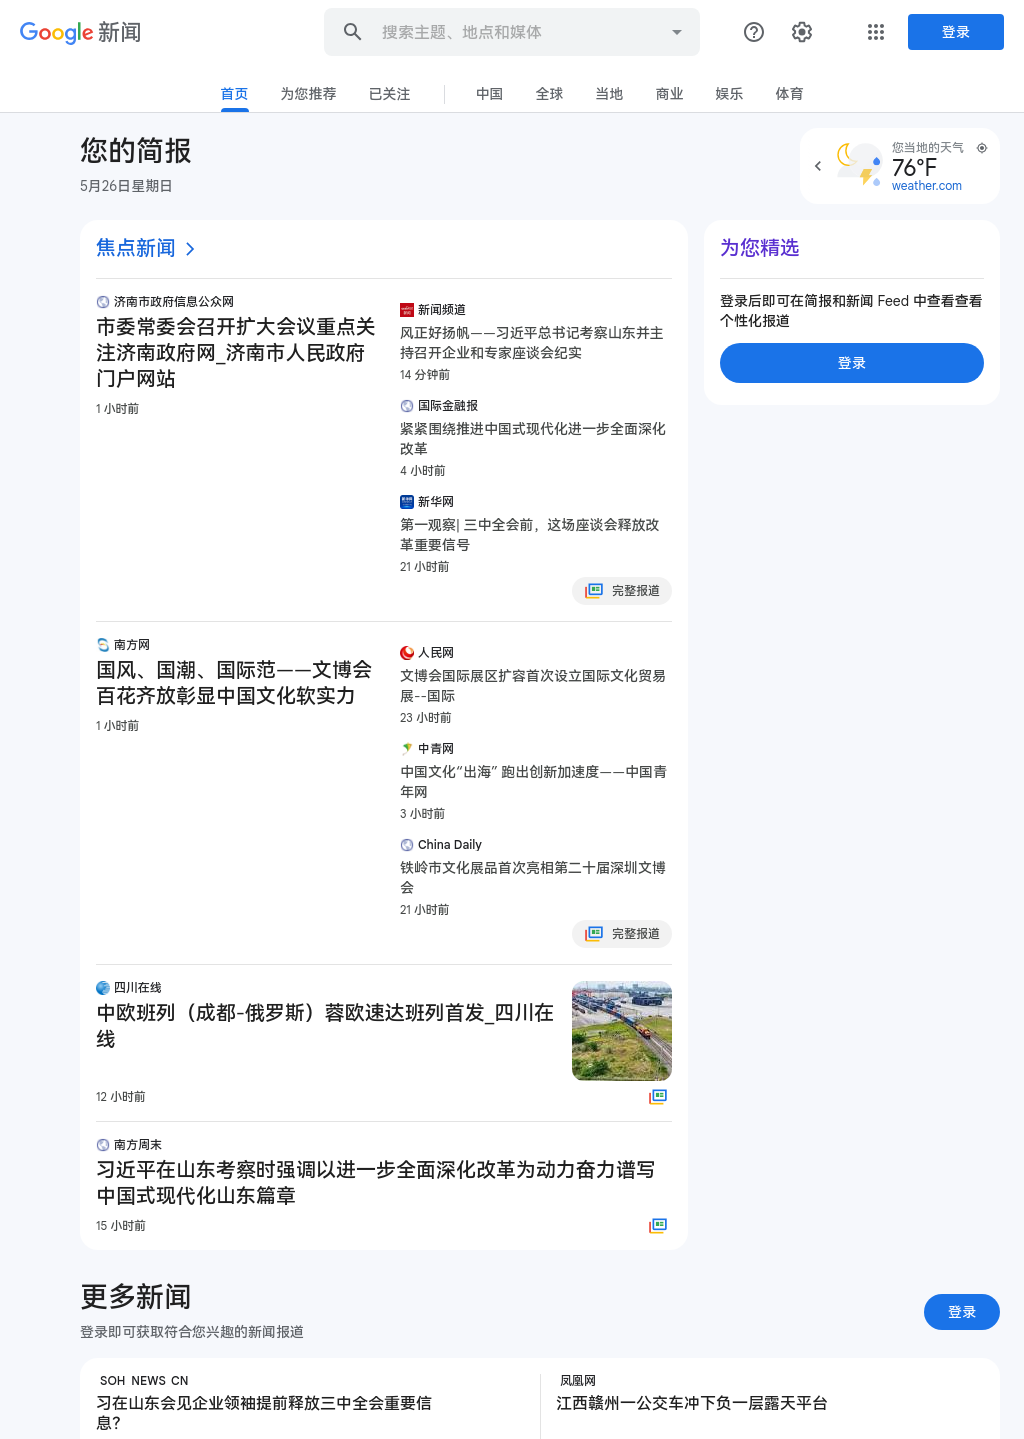 Google 新闻
搜索主题、地点和媒体
登录
首页
为您推荐
已关注
中国
全球
当地
商业
娱乐
体育
您的简报
5月26日星期日
您当地的天气
76°F
weather.com
焦点新闻
济南市政府信息公众网
市委常委会召开扩大会议重点关
注济南政府网_济南市人民政府
门户网站
1 小时前
新闻频道
风正好扬帆——习近平总书记考察山东并主
持召开企业和专家座谈会纪实
14 分钟前
国际金融报
紧紧围绕推进中国式现代化进一步全面深化
改革
4 小时前
新华网
第一观察| 三中全会前，这场座谈会释放改
革重要信号
21 小时前
完整报道
为您精选
登录后即可在简报和新闻 Feed 中查看查看
个性化报道
登录
南方网
国风、国潮、国际范——文博会
百花齐放彰显中国文化软实力
1 小时前
人民网
文博会国际展区扩容首次设立国际文化贸易
展--国际
23 小时前
中青网
中国文化“出海” 跑出创新加速度——中国青
年网
3 小时前
China Daily
铁岭市文化展品首次亮相第二十届深圳文博
会
21 小时前
完整报道
四川在线
中欧班列（成都-俄罗斯）蓉欧速达班列首发_四川在
线
12 小时前
南方周末
习近平在山东考察时强调以进一步全面深化改革为动力奋力谱写
中国式现代化山东篇章
15 小时前
更多新闻
登录即可获取符合您兴趣的新闻报道
登录
SOH NEWS CN
习在山东会见企业领袖提前释放三中全会重要信
息？
凤凰网
江西赣州一公交车冲下负一层露天平台